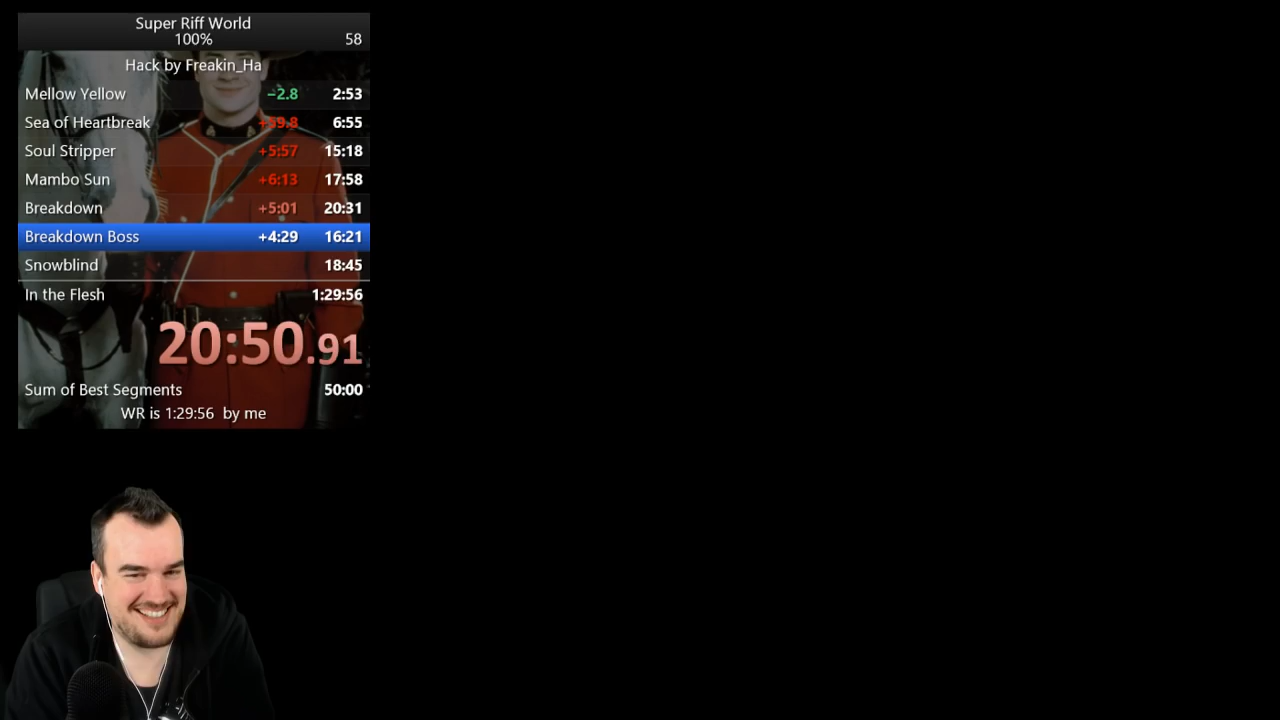 Super Riff World
100% 58
Hack by Freakin_Ha
Mellow Yellow −2.8 2:53
Sea of Heartbreak +59.8 6:55
Soul Stripper +5:57 15:18
Mambo Sun +6:13 17:58
Breakdown +5:01 20:31
Breakdown Boss +4:29 16:21
Snowblind 18:45
In the Flesh 1:29:56
20:50.91
Sum of Best Segments 50:00
WR is 1:29:56 by me